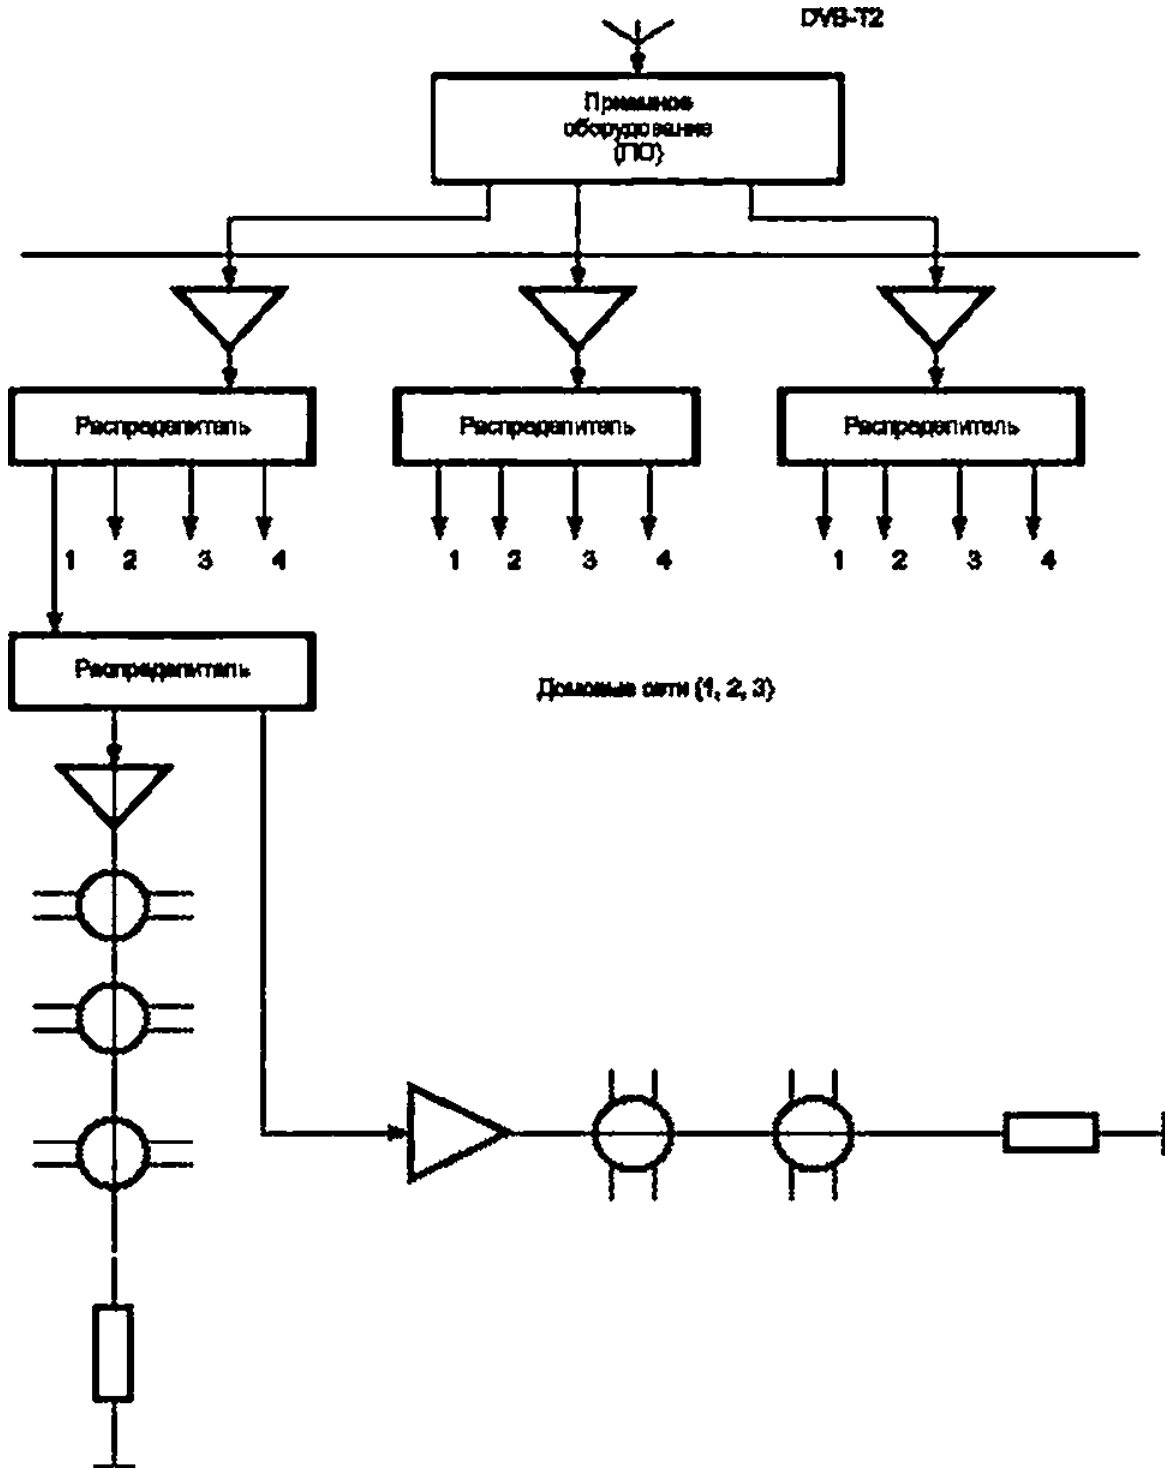 DVB-T2
Приемное
оборудование
(ПО)
Распределитель
Распределитель
Распределитель
1 2 3 4
1 2 3 4
1 2 3 4
Распределитель
Домовые сети (1, 2, 3)